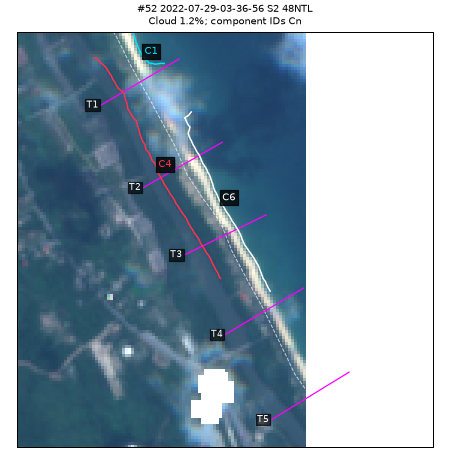 #52 2022-07-29-03-36-56 S2 48NTL
Cloud 1.2%; component IDs Cn
C1
T1
C4
T2
C6
T3
T4
T5